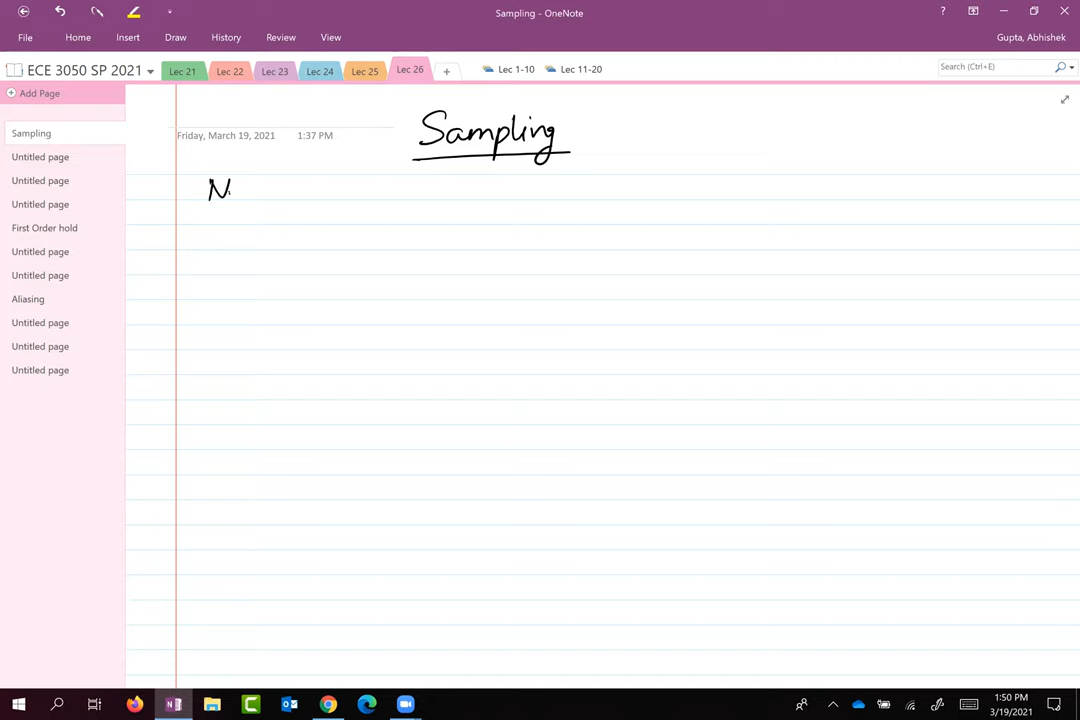 Sampling - OneNote
?
File Home Insert Draw History Review View
Gupta, Abhishek
ECE 3050 SP 2021
Lec 21 Lec 22 Lec 23 Lec 24 Lec 25 Lec 26 + Lec 1-10 Lec 11-20
Search (Ctrl+E)
Add Page
Sampling
Untitled page
Untitled page
Untitled page
First Order hold
Untitled page
Untitled page
Aliasing
Untitled page
Untitled page
Untitled page
Friday, March 19, 2021 1:37 PM
Sampling
N
1:50 PM
3/19/2021